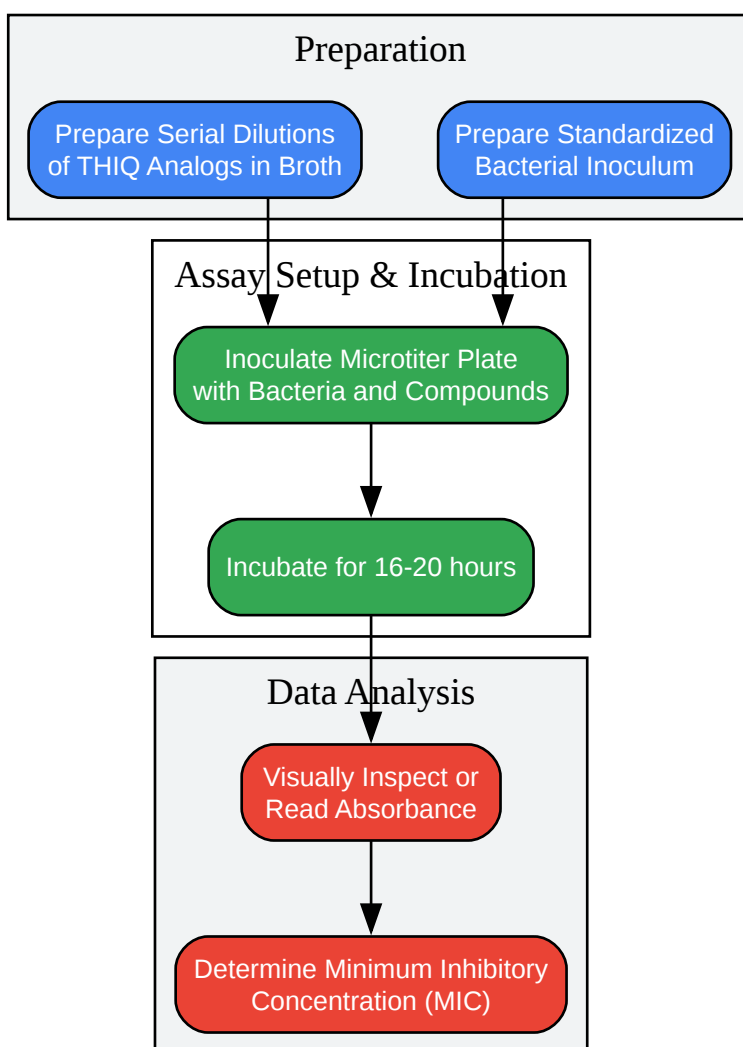 Preparation
Prepare Serial Dilutions
of THIQ Analogs in Broth
Prepare Standardized
Bacterial Inoculum
Assay Setup & Incubation
Inoculate Microtiter Plate
with Bacteria and Compounds
Incubate for 16-20 hours
Data Analysis
Visually Inspect or
Read Absorbance
Determine Minimum Inhibitory
Concentration (MIC)